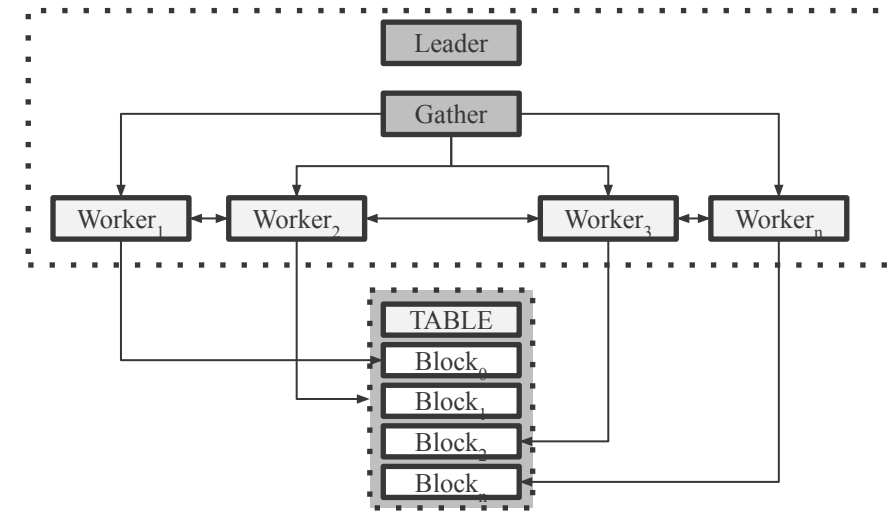 Leader
Gather
Worker₁ Worker₂ Worker₃ Workerₙ
TABLE
Block₀
Block₁
Block₂
Blockₙ